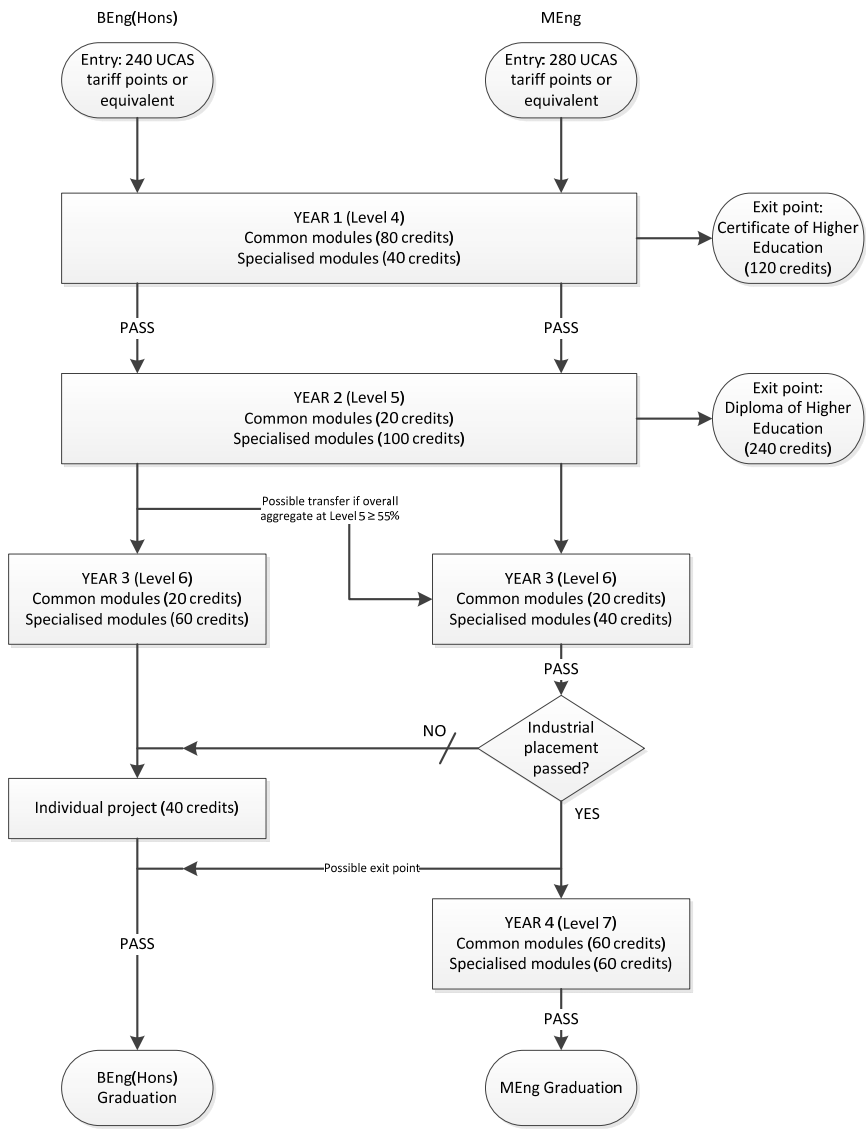 BEng(Hons)
MEng
Entry: 240 UCAS
tariff points or
equivalent
Entry: 280 UCAS
tariff points or
equivalent
YEAR 1 (Level 4)
Common modules (80 credits)
Specialised modules (40 credits)
Exit point:
Certificate of Higher
Education
(120 credits)
PASS
PASS
YEAR 2 (Level 5)
Common modules (20 credits)
Specialised modules (100 credits)
Exit point:
Diploma of Higher
Education
(240 credits)
Possible transfer if overall
aggregate at Level 5 ≥ 55%
YEAR 3 (Level 6)
Common modules (20 credits)
Specialised modules (60 credits)
YEAR 3 (Level 6)
Common modules (20 credits)
Specialised modules (40 credits)
PASS
NO
Industrial
placement
passed?
Individual project (40 credits)
YES
Possible exit point
YEAR 4 (Level 7)
Common modules (60 credits)
Specialised modules (60 credits)
PASS
PASS
BEng(Hons)
Graduation
MEng Graduation